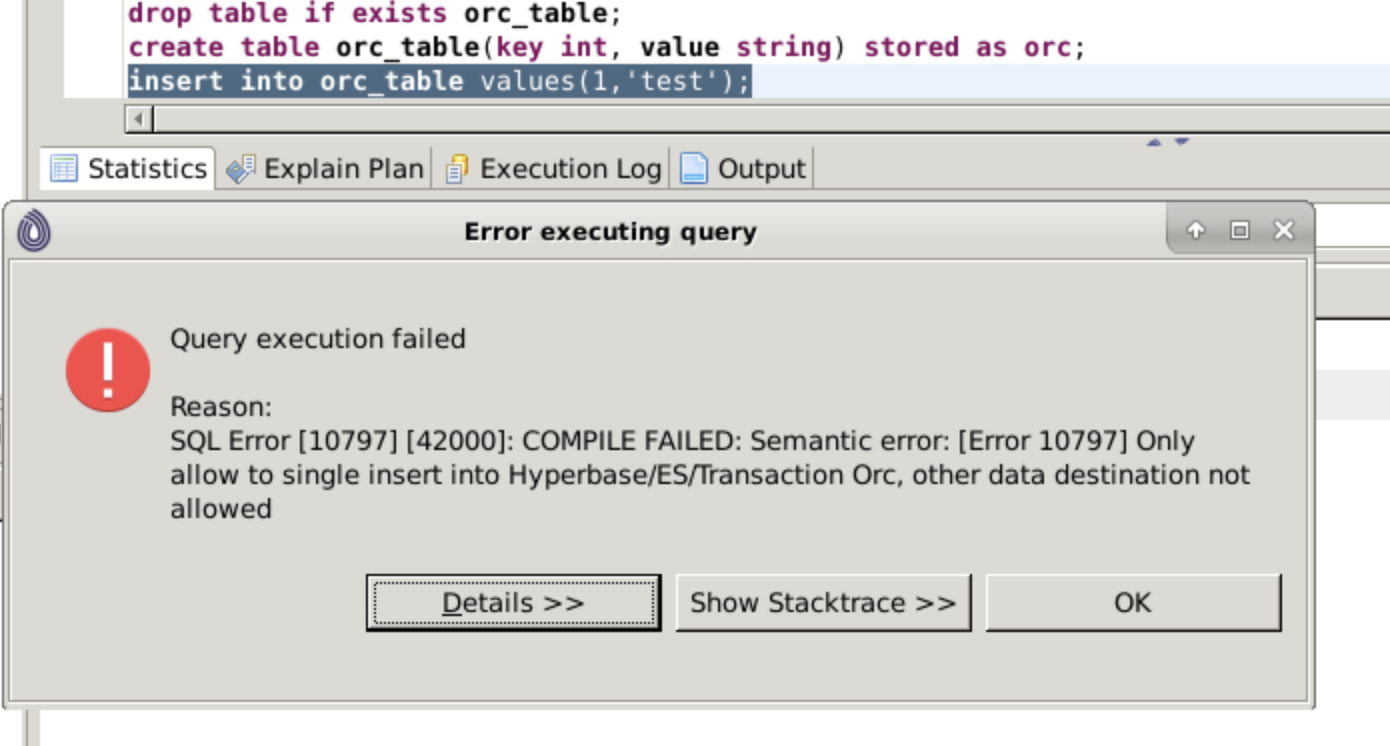 drop table if exists orc_table;
create table orc_table(key int, value string) stored as orc;
insert into orc_table values(1,'test');
Statistics Explain Plan Execution Log Output
Error executing query
Query execution failed
Reason:
SQL Error [10797] [42000]: COMPILE FAILED: Semantic error: [Error 10797] Only
allow to single insert into Hyperbase/ES/Transaction Orc, other data destination not
allowed
Details >> Show Stacktrace >> OK